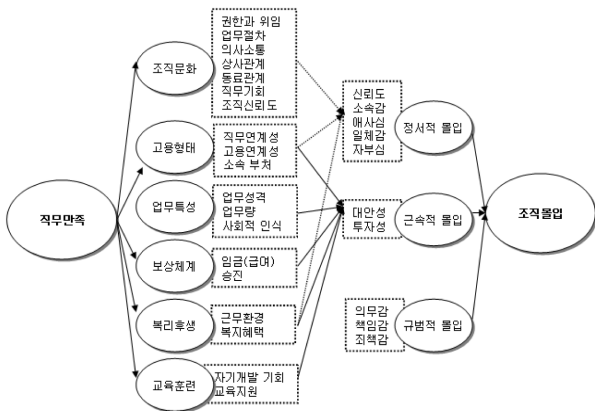 직무만족
조직문화
권한과 위임
업무절차
의사소통
상사관계
동료관계
직무기회
조직신뢰도
고용형태
직무연계성
고용연계성
소속 부처
업무특성
업무성격
업무량
사회적 인식
보상체계
임금(급여)
승진
복리후생
근무환경
복지혜택
교육훈련
자기개발 기회
교육지원
신뢰도
소속감
애사심
일체감
자부심
정서적 몰입
대안성
투자성
근속적 몰입
의무감
책임감
죄책감
규범적 몰입
조직몰입